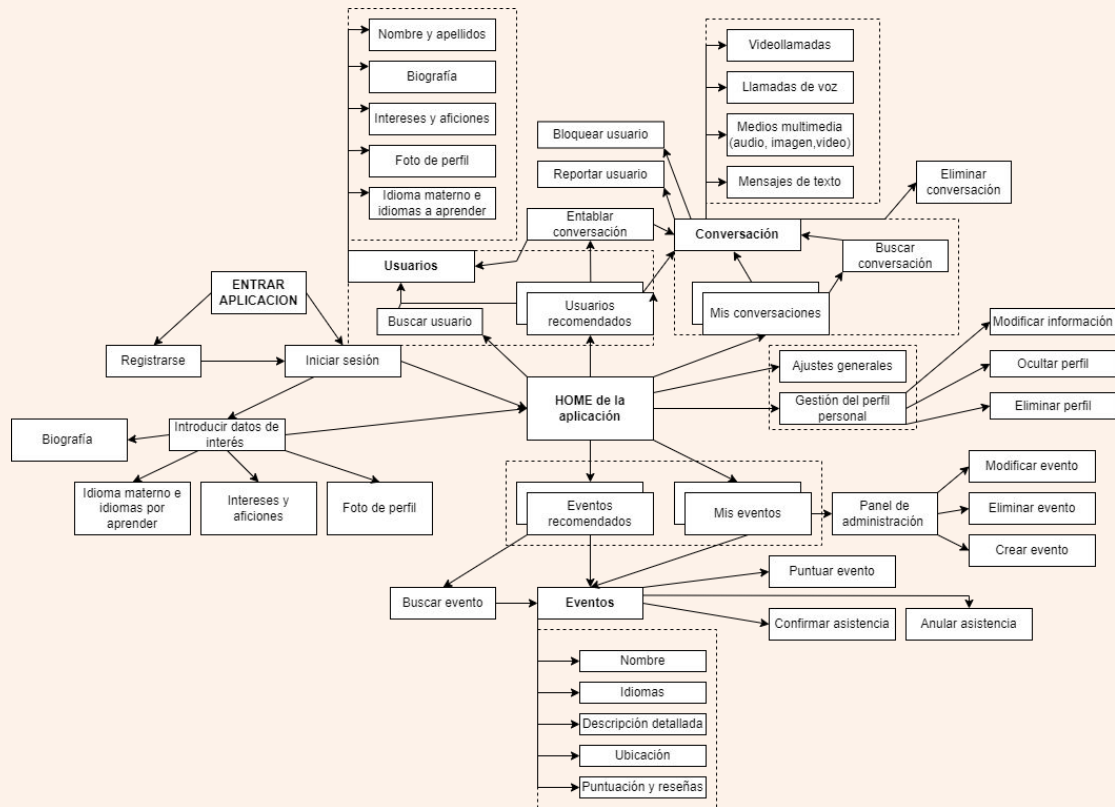 Nombre y apellidos
Biografía
Intereses y aficiones
Foto de perfil
Idioma materno e
idiomas a aprender
Videollamadas
Llamadas de voz
Medios multimedia
(audio, imagen,video)
Mensajes de texto
Bloquear usuario
Reportar usuario
Eliminar
conversación
Entablar
conversación
Conversación
Buscar
conversación
Usuarios
ENTRAR
APLICACION
Buscar usuario
Usuarios
recomendados
Mis conversaciones
Modificar información
Registrarse
Iniciar sesión
Ajustes generales
Ocultar perfil
HOME de la
aplicación
Gestión del perfil
personal
Eliminar perfil
Biografía
Introducir datos de
interés
Idioma materno e
idiomas por
aprender
Intereses y
aficiones
Foto de perfil
Eventos
recomendados
Mis eventos
Panel de
administración
Modificar evento
Eliminar evento
Crear evento
Puntuar evento
Buscar evento
Eventos
Confirmar asistencia
Anular asistencia
Nombre
Idiomas
Descripción detallada
Ubicación
Puntuación y reseñas